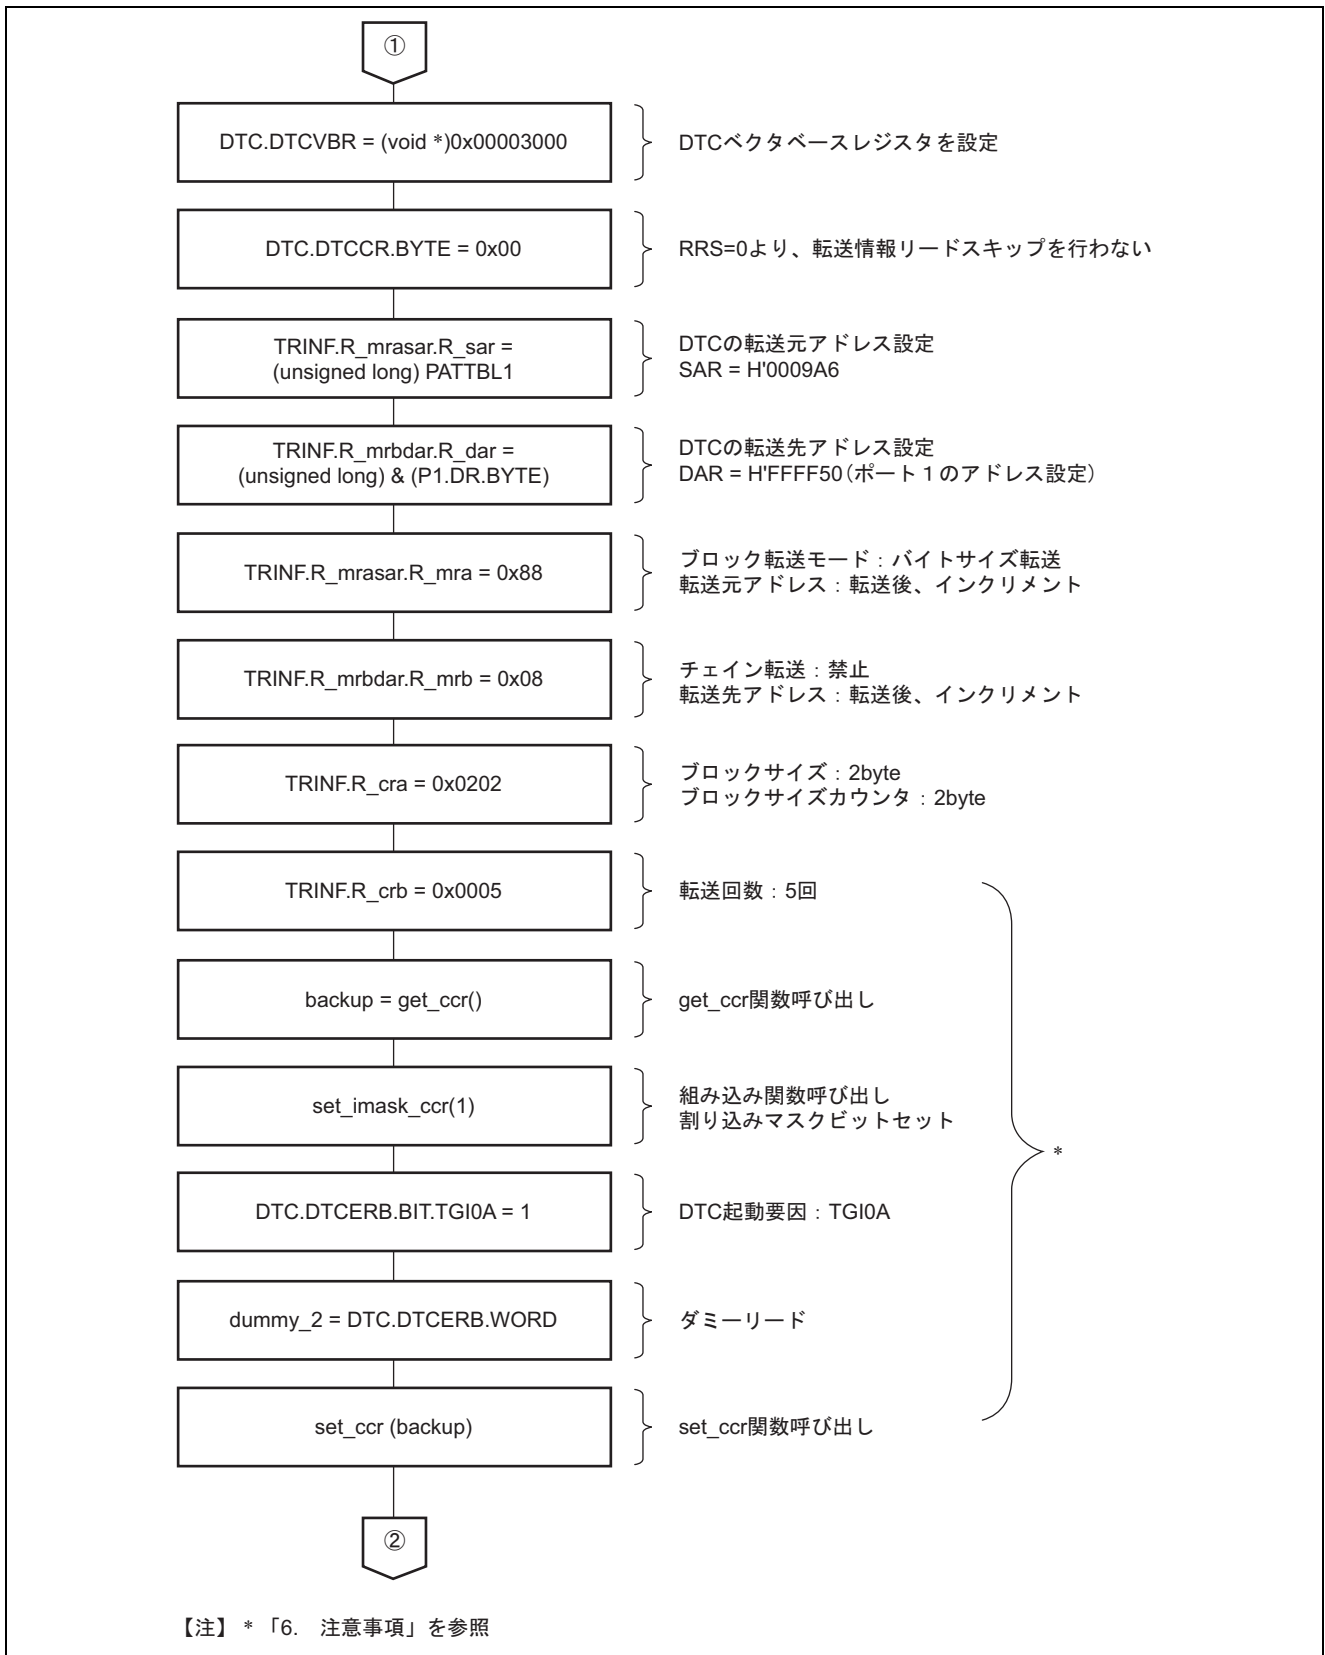 ①
DTC.DTCVBR = (void *)0x00003000
DTCベクタベースレジスタを設定
DTC.DTCCR.BYTE = 0x00
RRS=0より、転送情報リードスキップを行わない
TRINF.R_mrasar.R_sar =
(unsigned long) PATTBL1
DTCの転送元アドレス設定
SAR = H'0009A6
TRINF.R_mrbdar.R_dar =
(unsigned long) & (P1.DR.BYTE)
DTCの転送先アドレス設定
DAR = H'FFFF50(ポート１のアドレス設定)
TRINF.R_mrasar.R_mra = 0x88
ブロック転送モード：バイトサイズ転送
転送元アドレス：転送後、インクリメント
TRINF.R_mrbdar.R_mrb = 0x08
チェイン転送：禁止
転送先アドレス：転送後、インクリメント
TRINF.R_cra = 0x0202
ブロックサイズ：2byte
ブロックサイズカウンタ：2byte
TRINF.R_crb = 0x0005
転送回数：5回
backup = get_ccr()
get_ccr関数呼び出し
set_imask_ccr(1)
組み込み関数呼び出し
割り込みマスクビットセット
*
DTC.DTCERB.BIT.TGI0A = 1
DTC起動要因：TGI0A
dummy_2 = DTC.DTCERB.WORD
ダミーリード
set_ccr (backup)
set_ccr関数呼び出し
②
【注】 * 「6.　注意事項」を参照